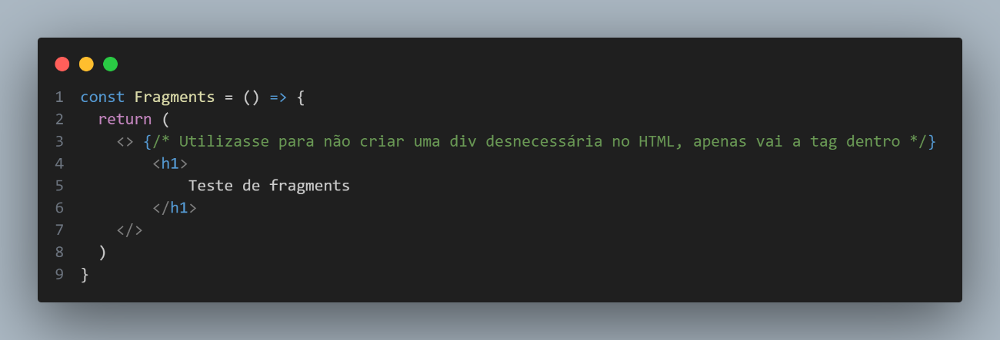 1 const Fragments = () => {
2 return (
3 <> {/* Utilizasse para não criar uma div desnecessária no HTML, apenas vai a tag dentro */}
4 <h1>
5 Teste de fragments
6 </h1>
7 </>
8 )
9 }